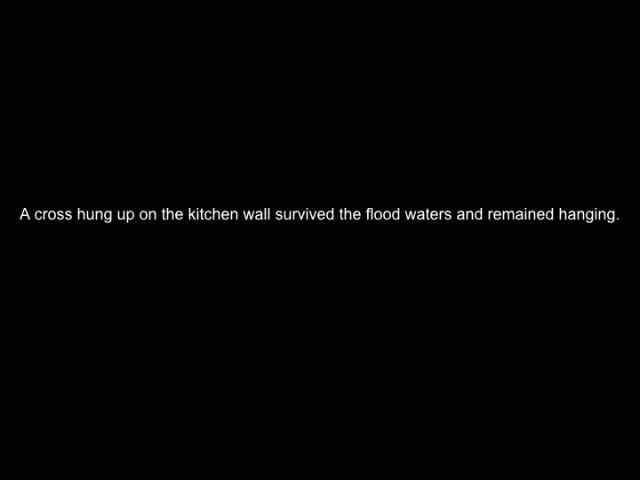 A cross hung up on the kitchen wall survived the flood waters and remained hanging.